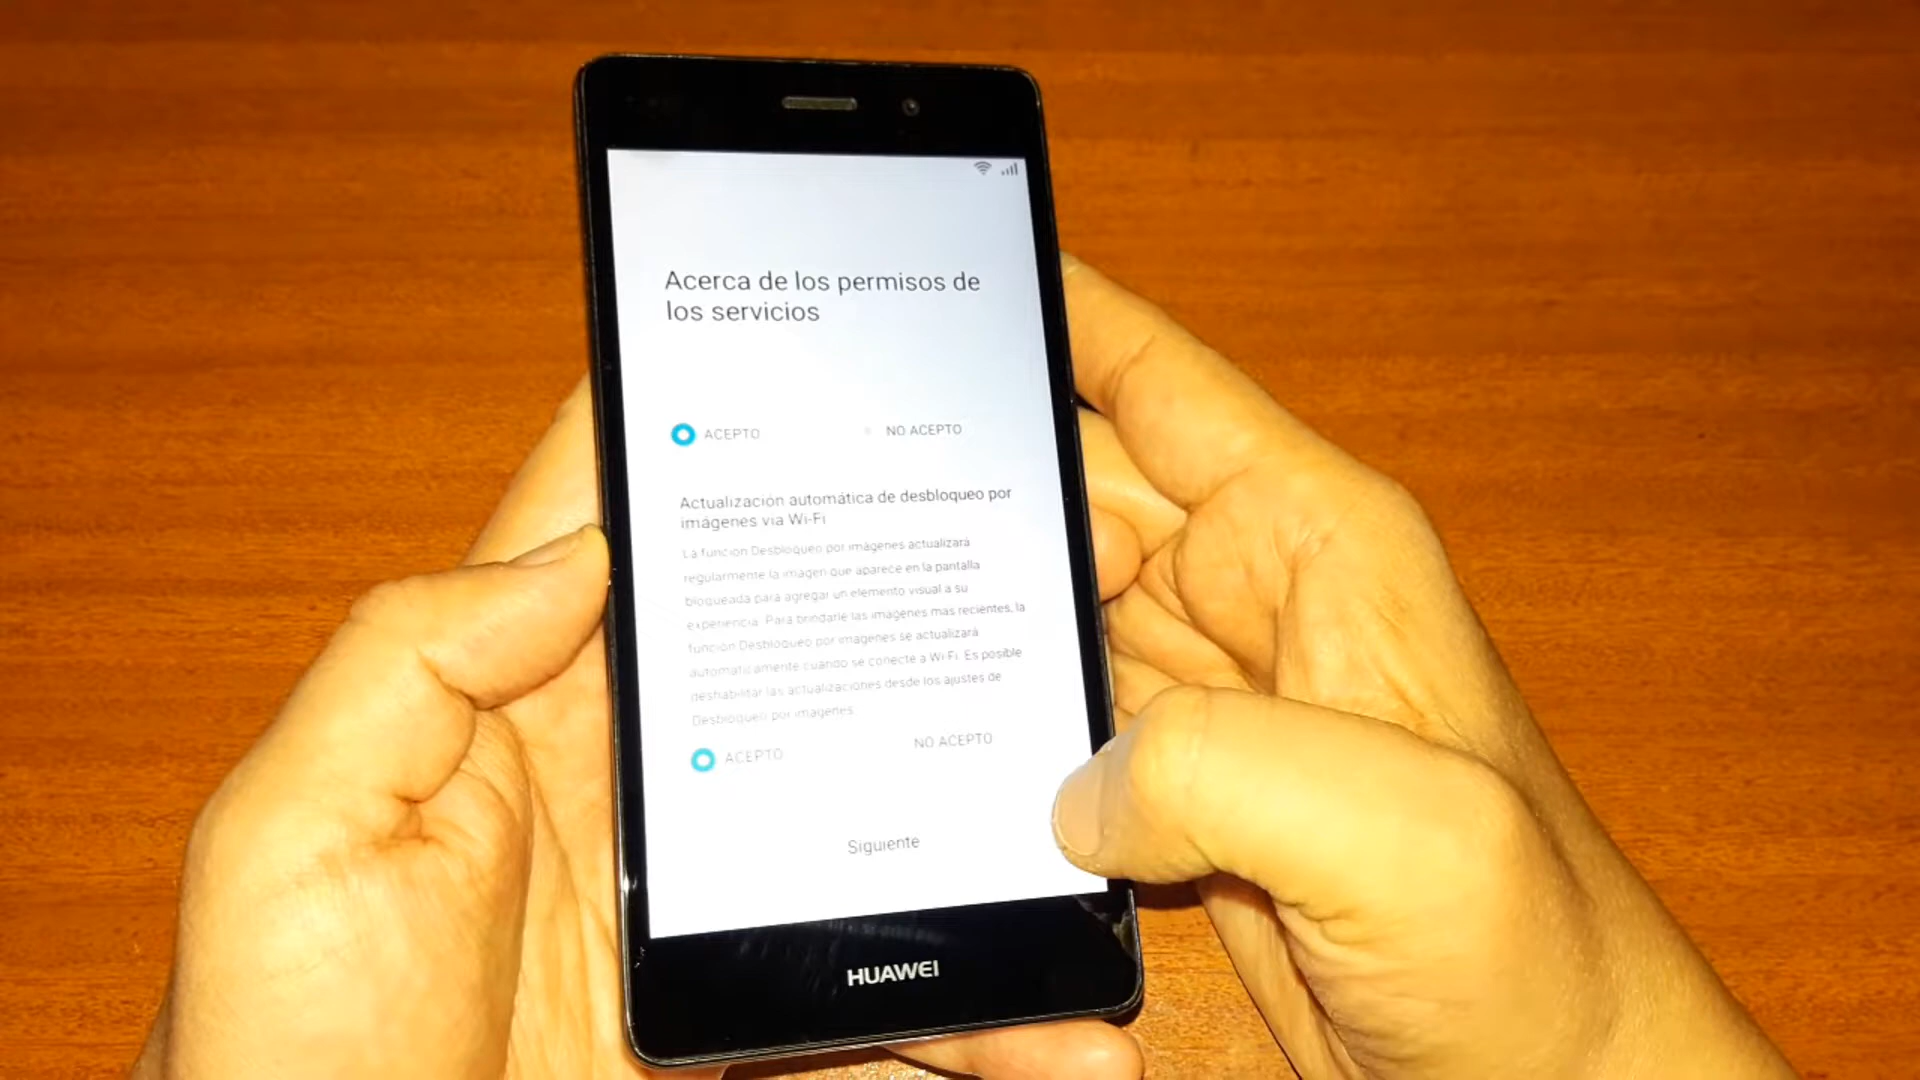 Acerca de los permisos de
los servicios
ACEPTO NO ACEPTO
Actualización automática de desbloqueo por
imágenes vía Wi-Fi
La función Desbloqueo por imágenes actualizará
regularmente la imagen que aparece en la pantalla
bloqueada para agregar un elemento visual a su
experiencia. Para brindarle las imágenes más recientes, la
función Desbloqueo por imágenes se actualizará
automáticamente cuando se conecte a Wi-Fi. Es posible
deshabilitar las actualizaciones desde los ajustes de
Desbloqueo por imágenes.
ACEPTO NO ACEPTO
Siguiente
HUAWEI